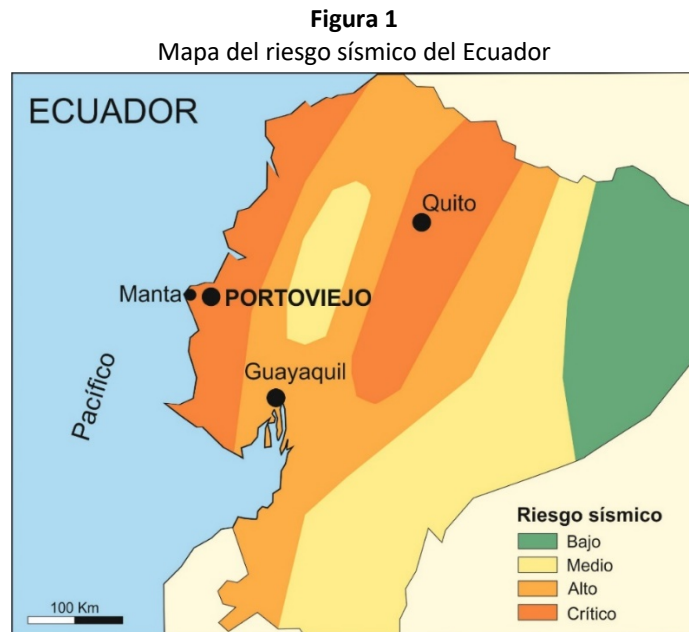 Figura 1
Mapa del riesgo sísmico del Ecuador
ECUADOR
Quito
Manta
PORTOVIEJO
Guayaquil
Pacífico
Riesgo sísmico
Bajo
Medio
Alto
Crítico
100 Km